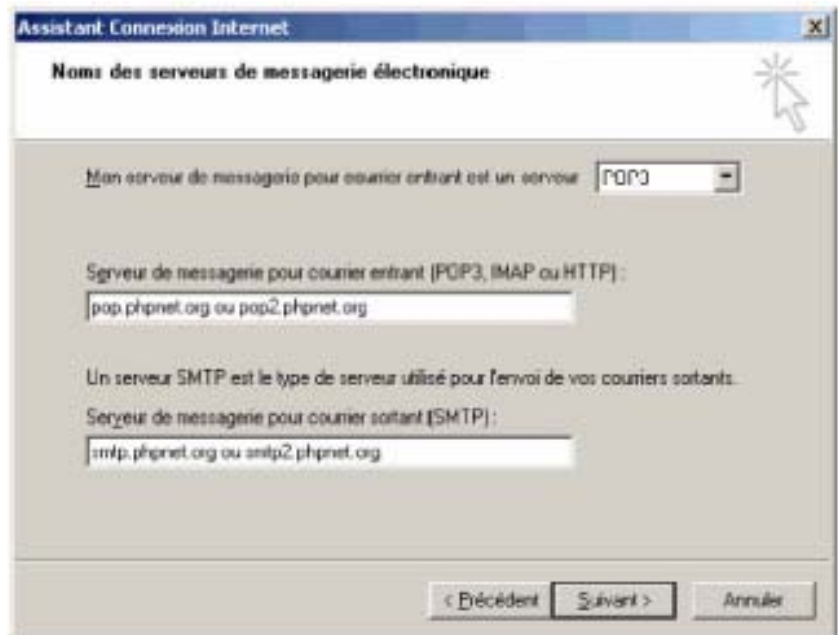 Assistant Connexion Internet
Noms des serveurs de messagerie électronique
Mon serveur de messagerie pour courrier entrant est un serveur POP3
Serveur de messagerie pour courrier entrant (POP3, IMAP ou HTTP) :
pop.phpnet.org ou pop2.phpnet.org
Un serveur SMTP est le type de serveur utilisé pour l'envoi de vos courriers sortants.
Serveur de messagerie pour courrier sortant (SMTP) :
smtp.phpnet.org ou smtp2.phpnet.org
< Précédent Suivant > Annuler